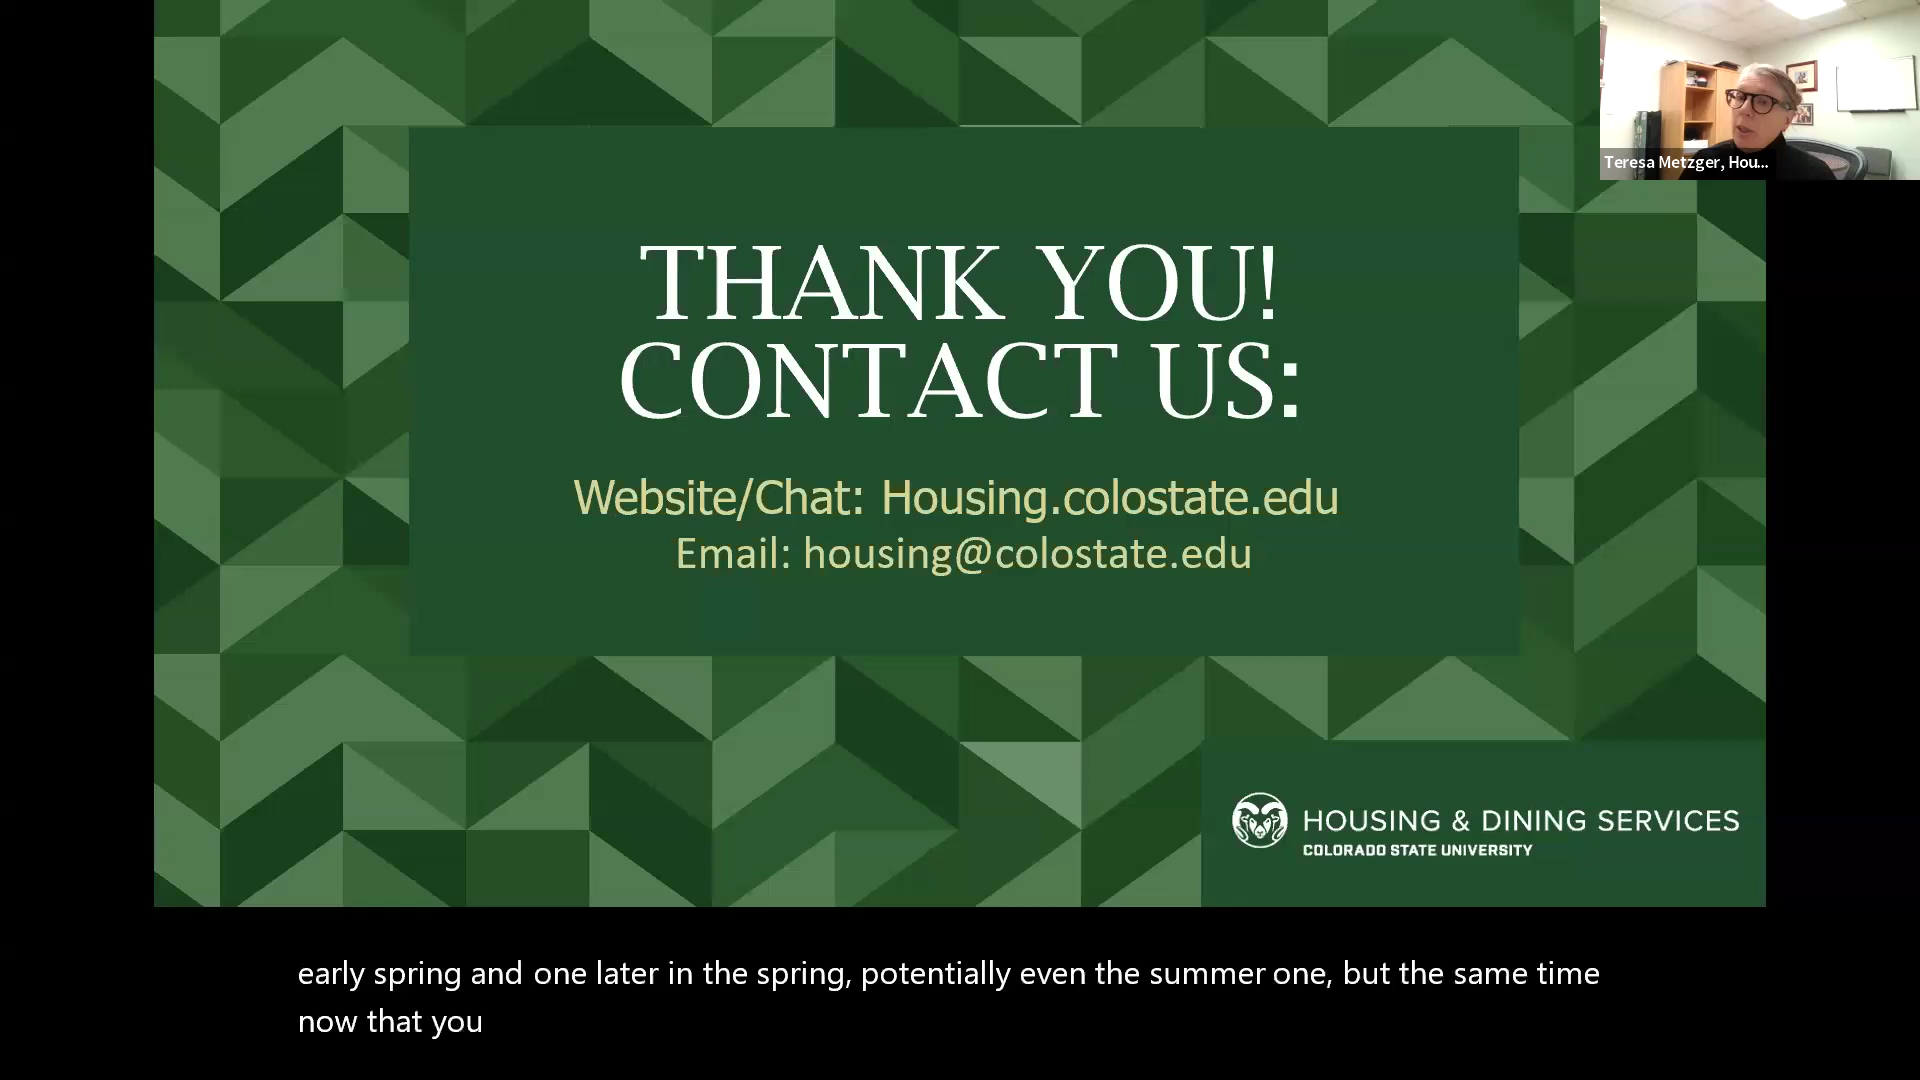 Teresa Metzger, Hou...
THANK YOU!
CONTACT US:
Website/Chat: Housing.colostate.edu
Email: housing@colostate.edu
HOUSING & DINING SERVICES
COLORADO STATE UNIVERSITY
early spring and one later in the spring, potentially even the summer one, but the same time
now that you